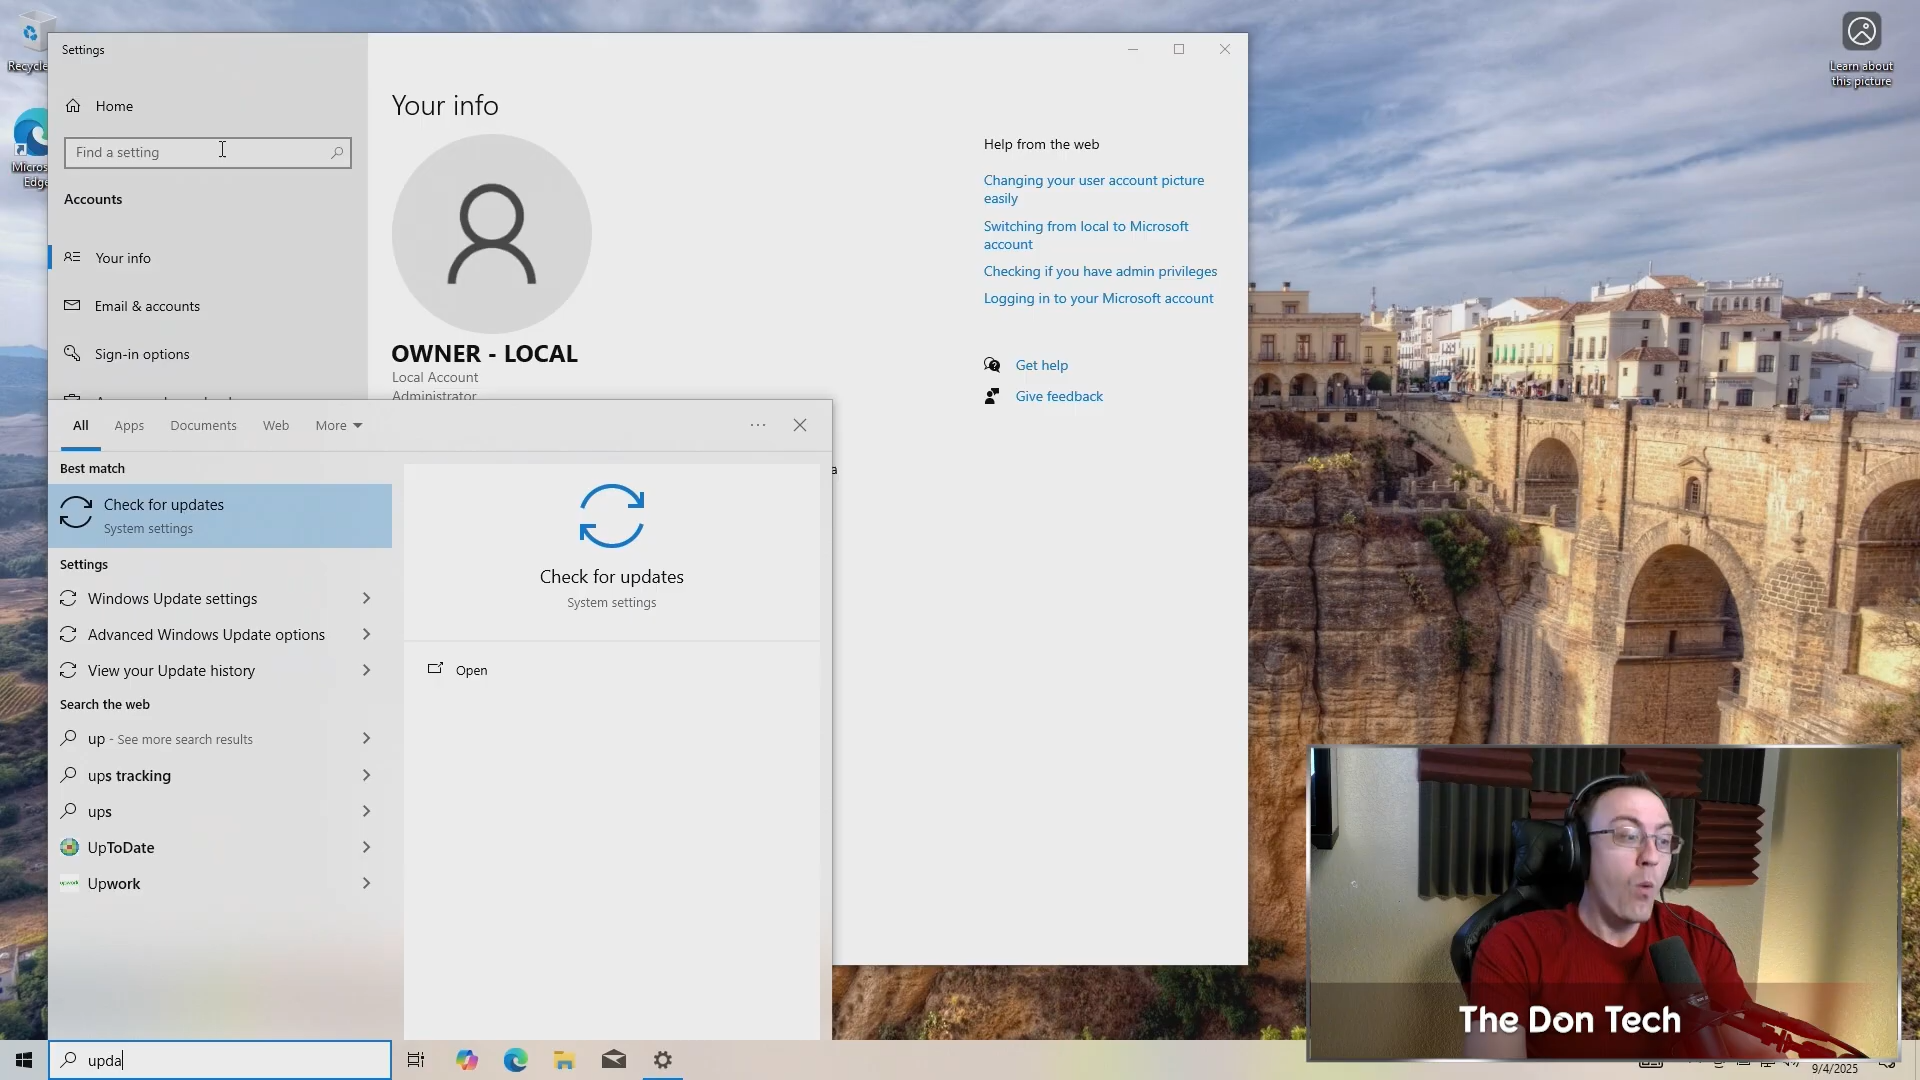 Recycle
Micros
Edge
Learn about
this picture
Settings
Home
Find a setting
Accounts
Your info
Email & accounts
Sign-in options
Your info
OWNER - LOCAL
Local Account
Administrator
Help from the web
Changing your user account picture
easily
Switching from local to Microsoft
account
Checking if you have admin privileges
Logging in to your Microsoft account
Get help
Give feedback
a
All
Apps
Documents
Web
More
Best match
Check for updates
System settings
Settings
Windows Update settings
Advanced Windows Update options
View your Update history
Search the web
up - See more search results
ups tracking
ups
UpToDate
Upwork
Check for updates
System settings
Open
upda
The Don Tech
9/4/2025